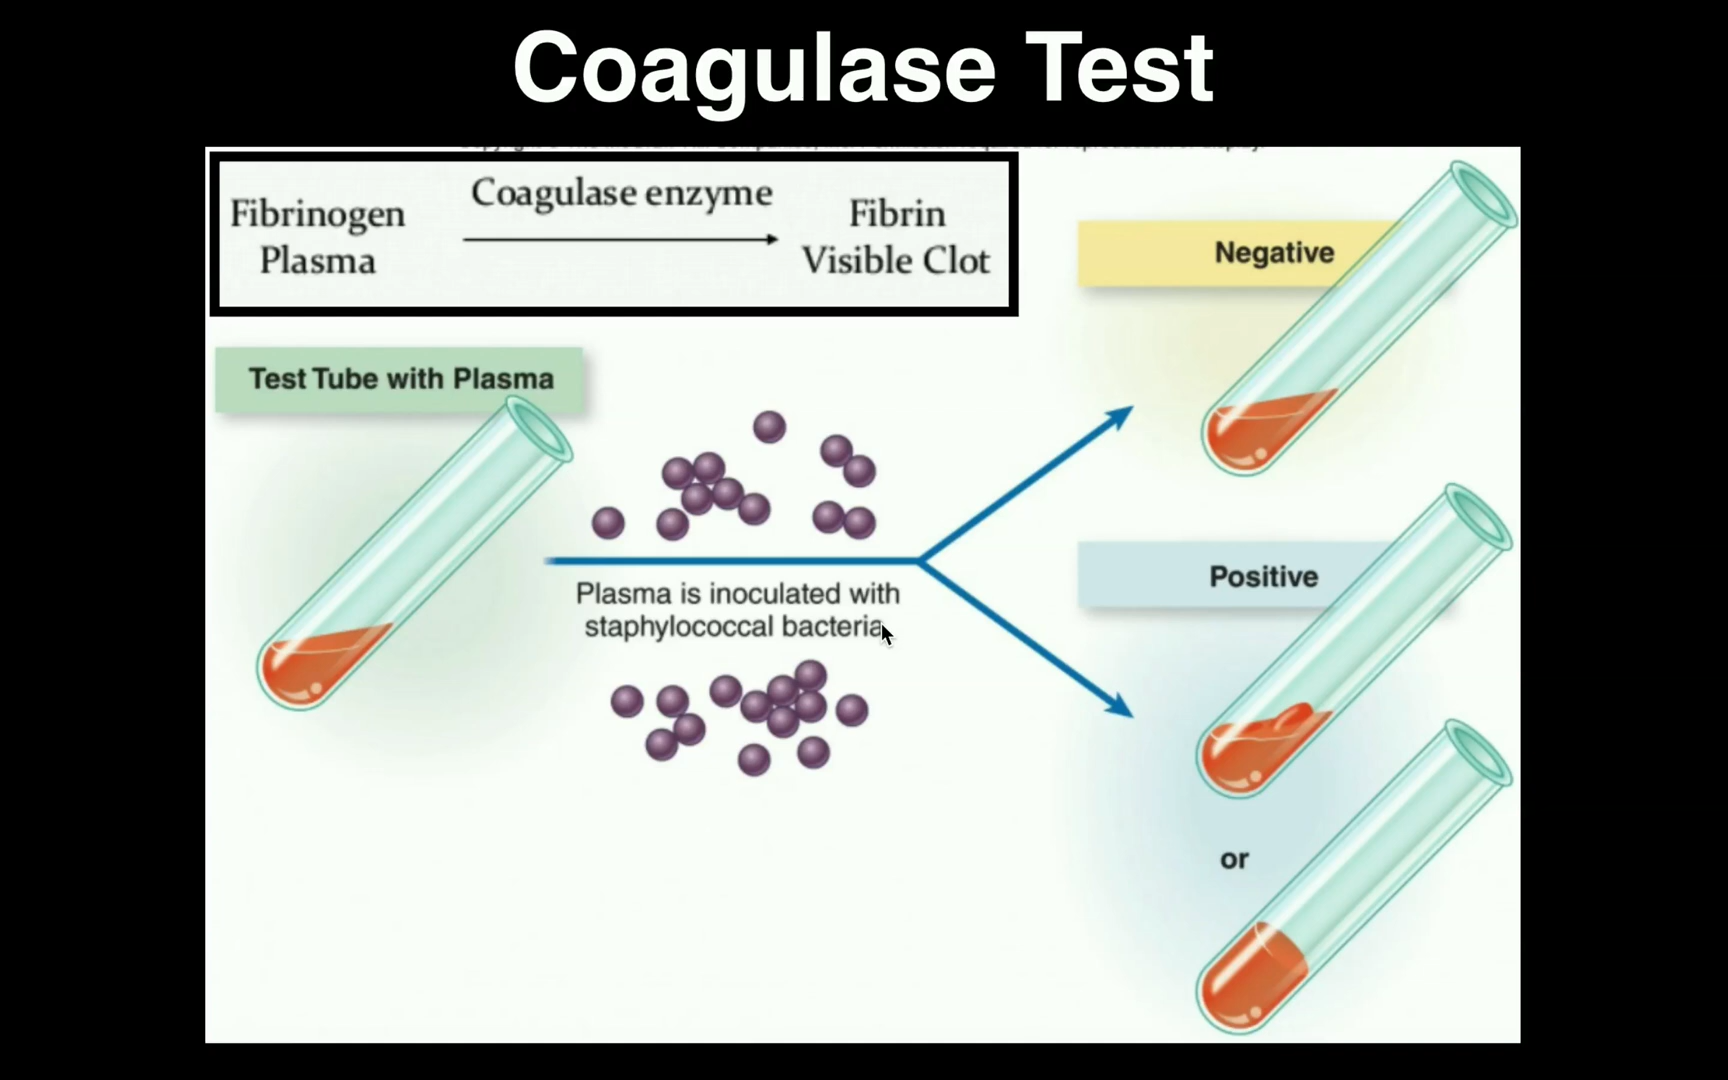 Coagulase Test
Fibrinogen
Plasma
Coagulase enzyme
Fibrin
Visible Clot
Negative
Test Tube with Plasma
Plasma is inoculated with
staphylococcal bacteria
Positive
or